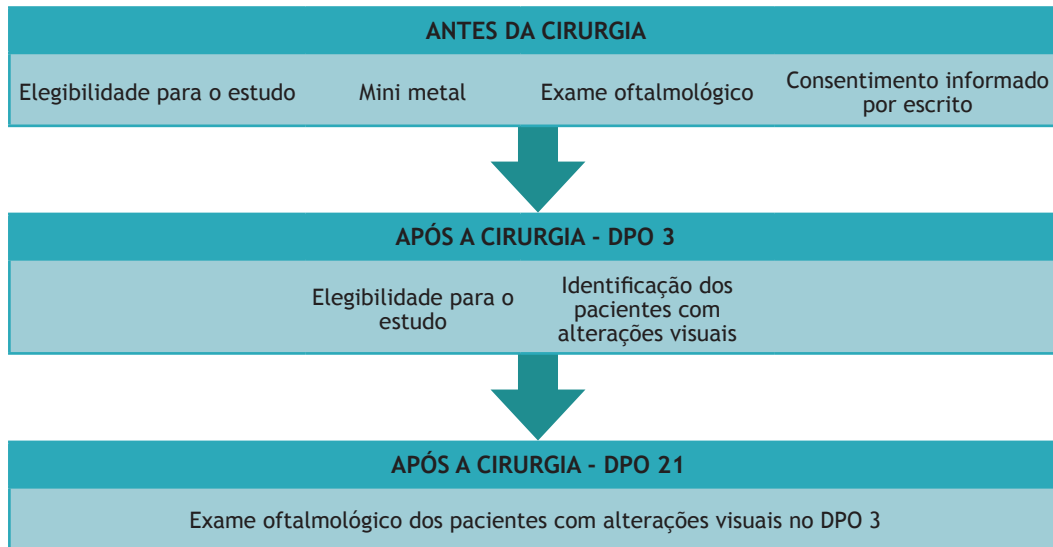 ANTES DA CIRURGIA
Elegibilidade para o estudo
Mini metal
Exame oftalmológico
Consentimento informado
por escrito
APÓS A CIRURGIA - DPO 3
Elegibilidade para o
estudo
Identificação dos
pacientes com
alterações visuais
APÓS A CIRURGIA - DPO 21
Exame oftalmológico dos pacientes com alterações visuais no DPO 3